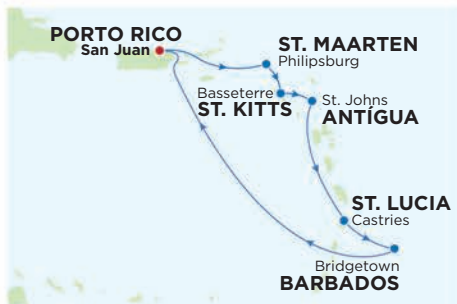 PORTO RICO
San Juan
ST. MAARTEN
Philipsburg
Basseterre
ST. KITTS
St. Johns
ANTÍGUA
ST. LUCIA
Castries
Bridgetown
BARBADOS